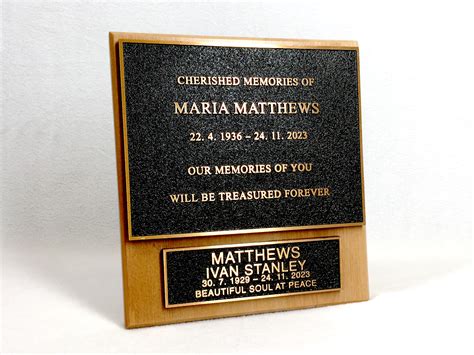 CHERISHED MEMORIES OF
MARIA MATTHEWS
22. 4. 1936 – 24. 11. 2023
OUR MEMORIES OF YOU
WILL BE TREASURED FOREVER
MATTHEWS
IVAN STANLEY
30. 7. 1929 – 24. 11. 2023
BEAUTIFUL SOUL AT PEACE